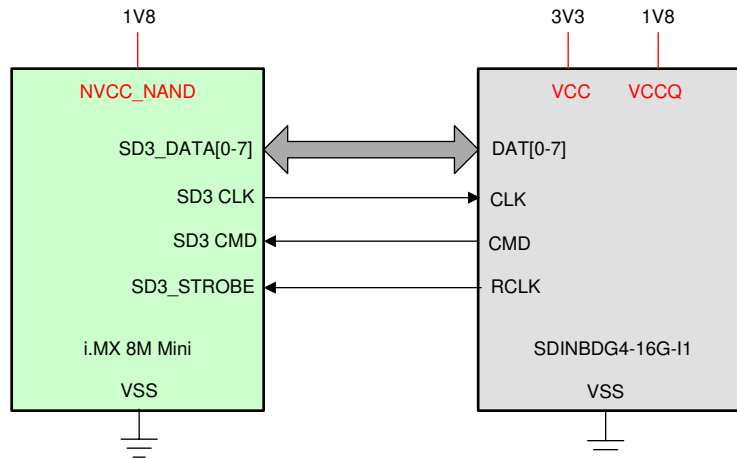 1V8
3V3
1V8
NVCC_NAND
VCC
VCCQ
SD3_DATA[0-7]
DAT[0-7]
SD3 CLK
CLK
SD3 CMD
CMD
SD3_STROBE
RCLK
i.MX 8M Mini
SDINBDG4-16G-I1
VSS
VSS